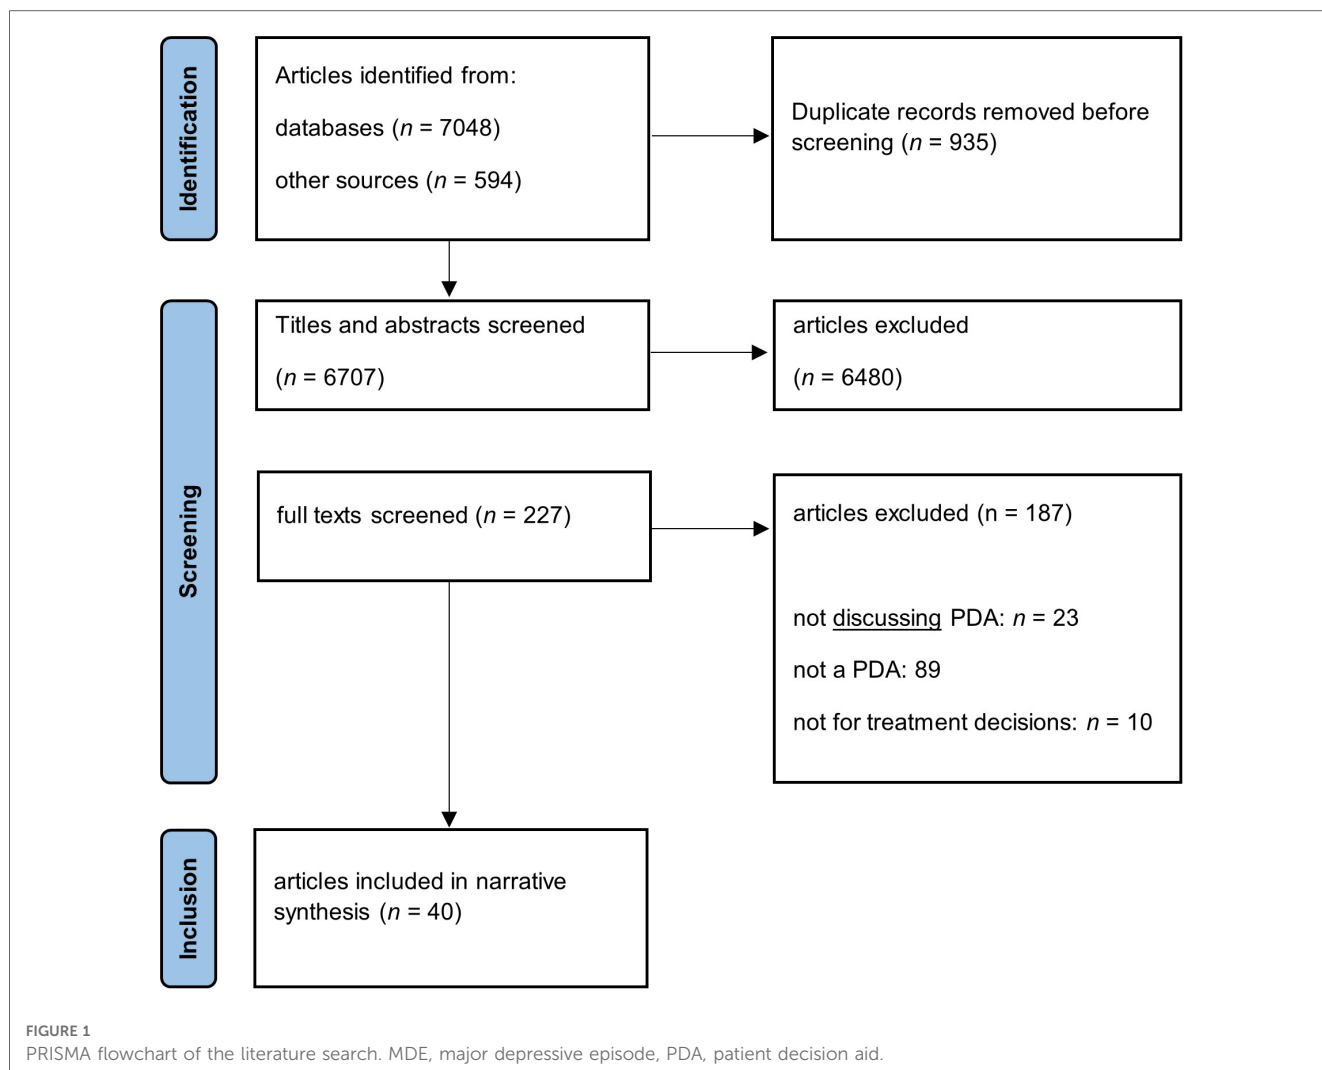 Identification
Articles identified from:
databases (n = 7048)
other sources (n = 594)
Duplicate records removed before
screening (n = 935)
Screening
Titles and abstracts screened
(n = 6707)
articles excluded
(n = 6480)
full texts screened (n = 227)
articles excluded (n = 187)
not discussing PDA: n = 23
not a PDA: 89
not for treatment decisions: n = 10
Inclusion
articles included in narrative
synthesis (n = 40)
FIGURE 1
PRISMA flowchart of the literature search. MDE, major depressive episode, PDA, patient decision aid.